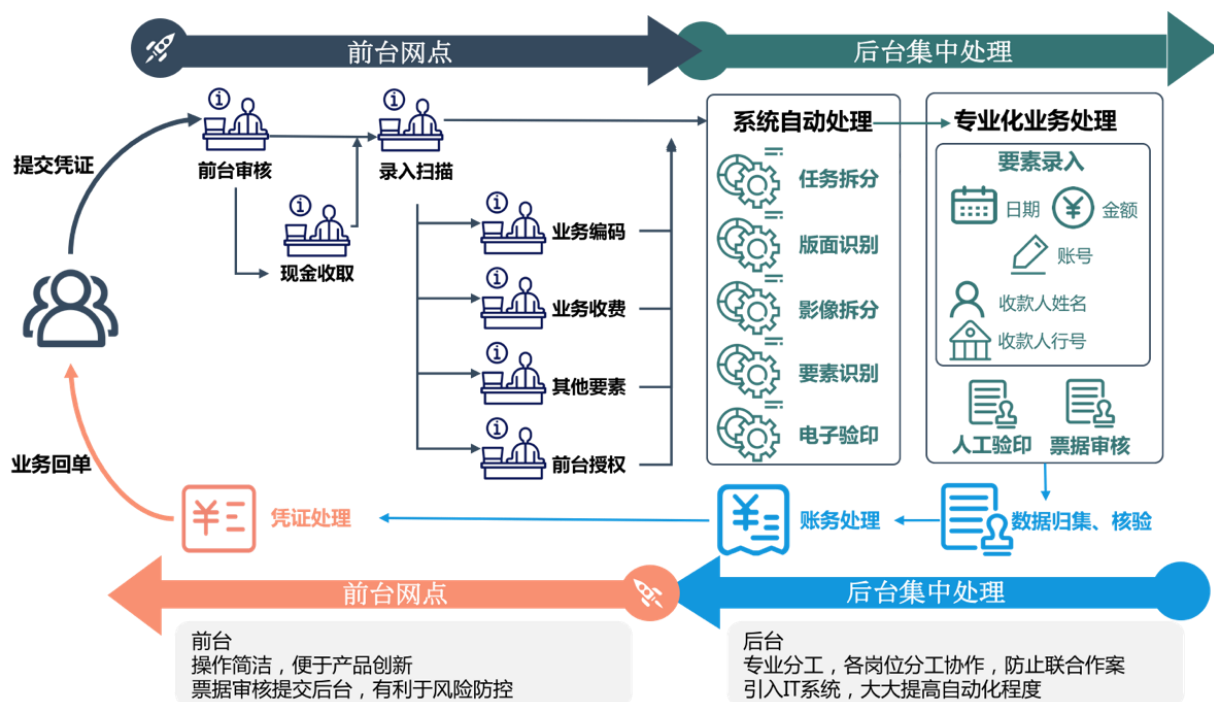 前台网点
后台集中处理
提交凭证
前台审核
录入扫描
现金收取
业务编码
业务收费
其他要素
前台授权
系统自动处理
任务拆分
版面识别
影像拆分
要素识别
电子验印
专业化业务处理
要素录入
日期
金额
账号
收款人姓名
收款人行号
人工验印
票据审核
业务回单
凭证处理
账务处理
数据归集、核验
前台网点
后台集中处理
前台
操作简洁，便于产品创新
票据审核提交后台，有利于风险防控
后台
专业分工，各岗位分工协作，防止联合作案
引入IT系统，大大提高自动化程度